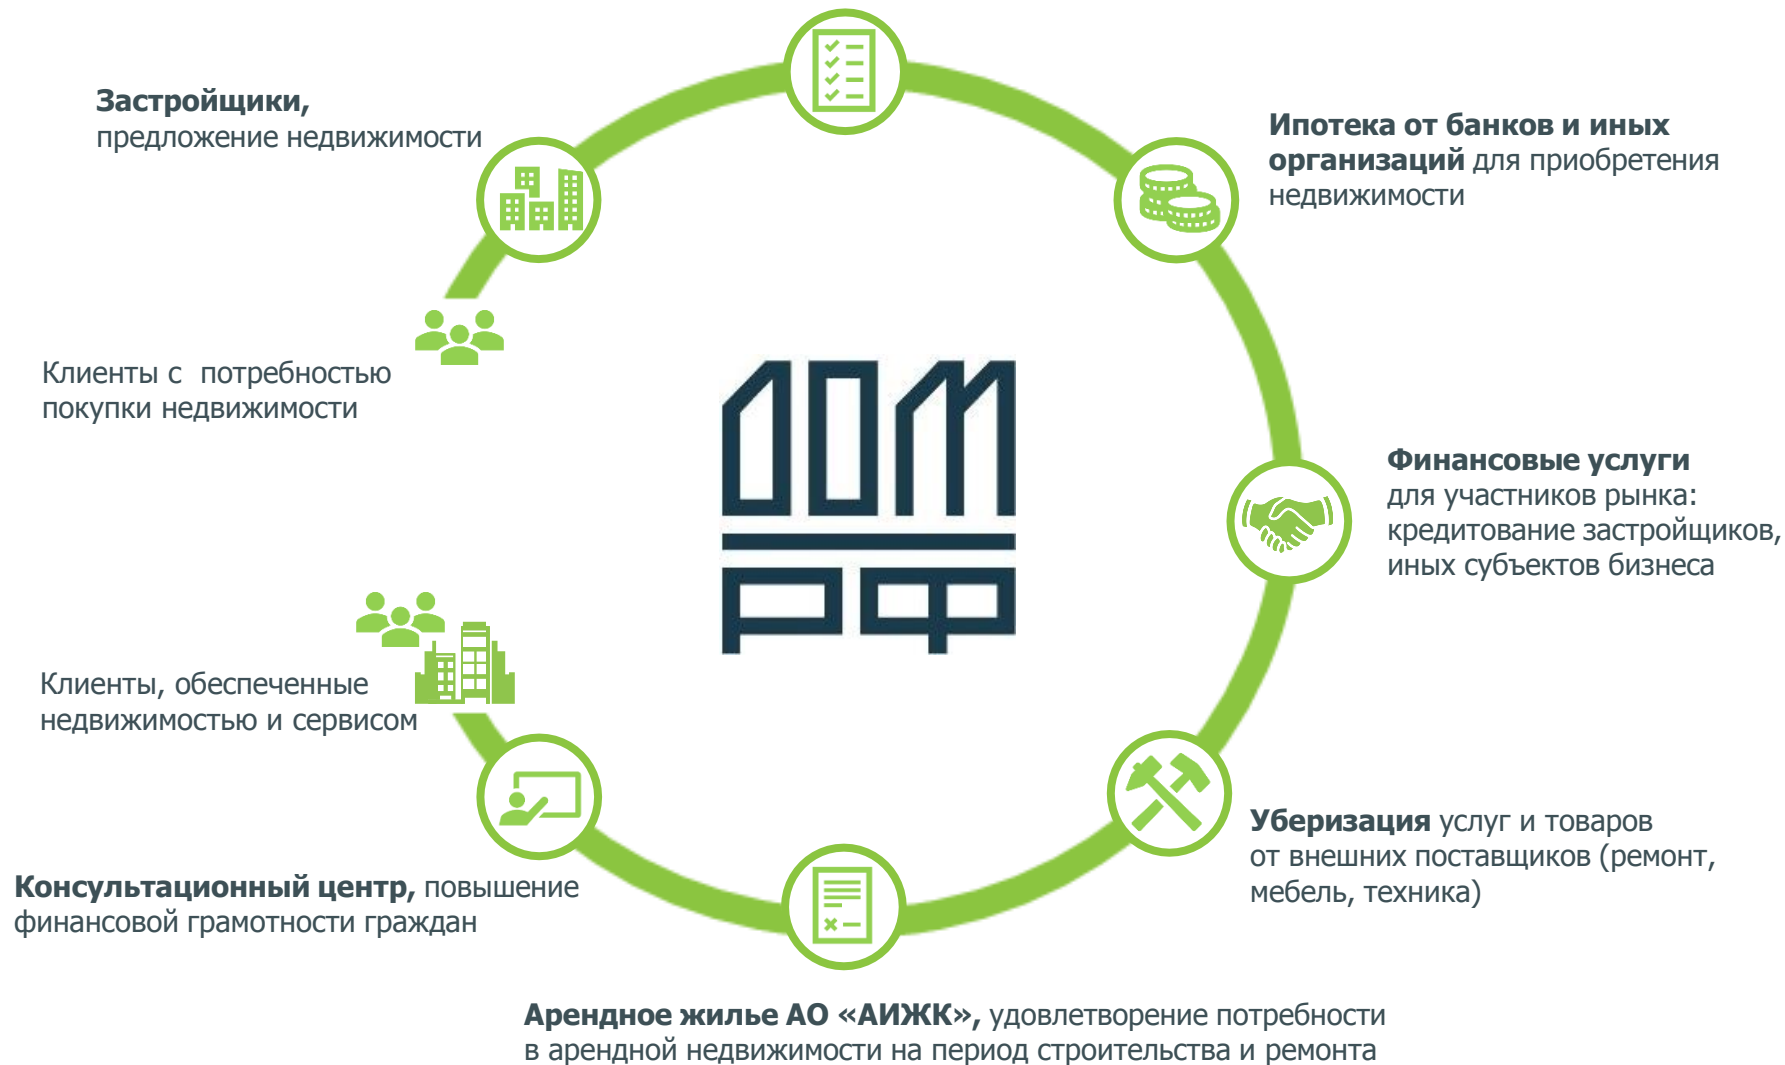 Застройщики,
предложение недвижимости
Ипотека от банков и иных
организаций для приобретения
недвижимости
Клиенты с потребностью
покупки недвижимости
ДОМ
РФ
Финансовые услуги
для участников рынка:
кредитование застройщиков,
иных субъектов бизнеса
Клиенты, обеспеченные
недвижимостью и сервисом
Уберизация услуг и товаров
от внешних поставщиков (ремонт,
мебель, техника)
Консультационный центр, повышение
финансовой грамотности граждан
Арендное жилье АО «АИЖК», удовлетворение потребности
в арендной недвижимости на период строительства и ремонта